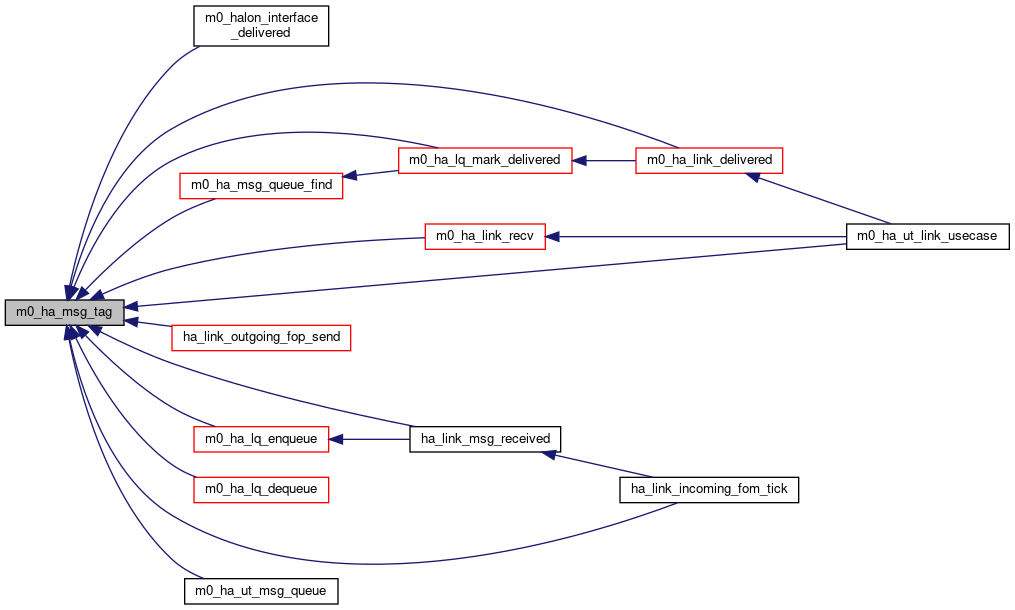 m0_halon_interface
_delivered
m0_ha_lq_mark_delivered
m0_ha_link_delivered
m0_ha_msg_queue_find
m0_ha_link_recv
m0_ha_ut_link_usecase
m0_ha_msg_tag
ha_link_outgoing_fop_send
m0_ha_lq_enqueue
ha_link_msg_received
m0_ha_lq_dequeue
ha_link_incoming_fom_tick
m0_ha_ut_msg_queue